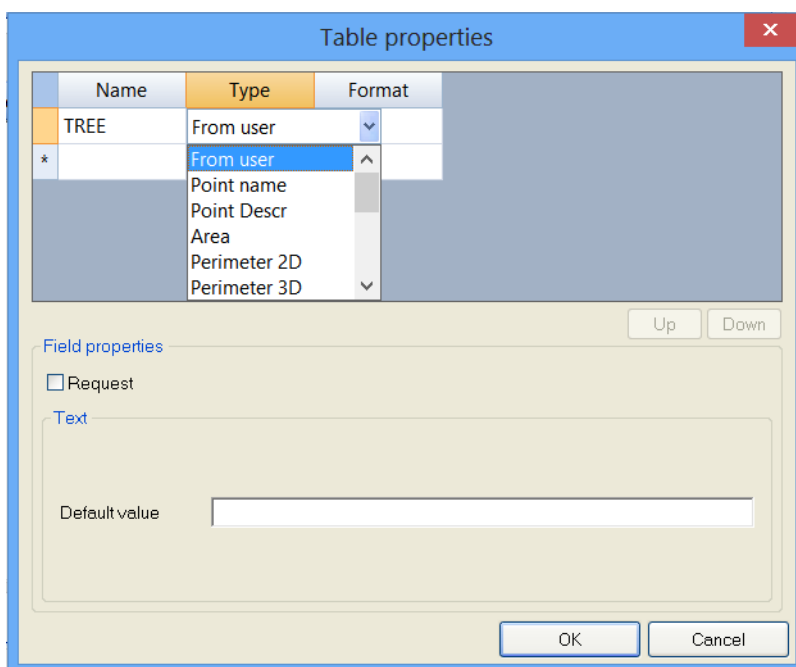 Table properties
Name Type Format
TREE From user
* From user
Point name
Point Descr
Area
Perimeter 2D
Perimeter 3D
Up Down
Field properties
Request
Text
Default value
OK Cancel